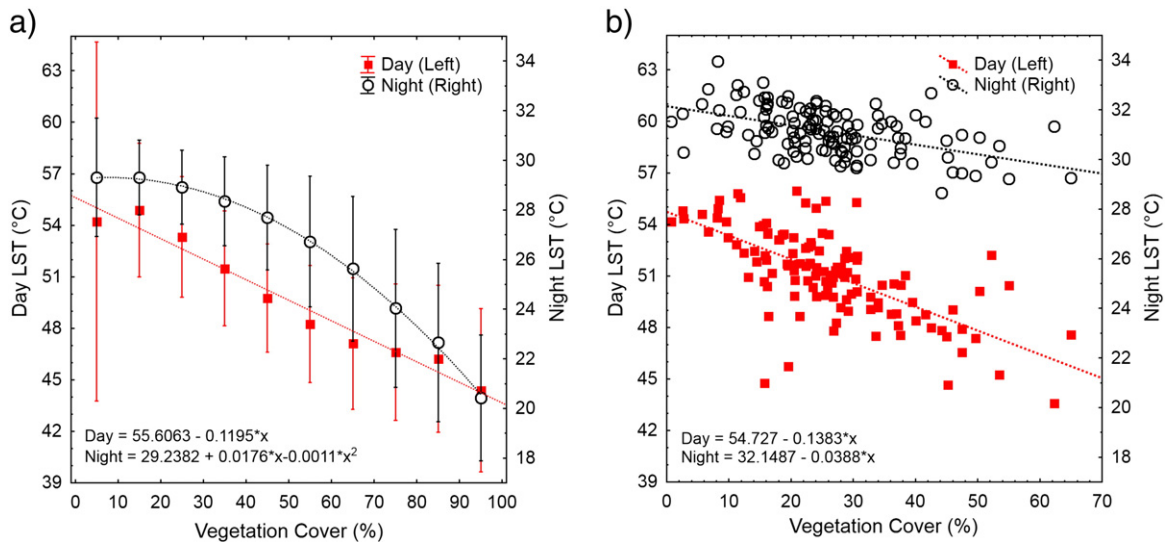 a)
63
60
57
54
51
48
45
42
39
Day LST (°C)
34
32
30
28
26
24
22
20
18
Night LST (°C)
Day (Left)
Night (Right)
Day = 55.6063 - 0.1195*x
Night = 29.2382 + 0.0176*x-0.0011*x²
0 10 20 30 40 50 60 70 80 90 100
Vegetation Cover (%)
b)
63
60
57
54
51
48
45
42
39
Day LST (°C)
34
32
30
28
26
24
22
20
18
Night LST (°C)
Day (Left)
Night (Right)
Day = 54.727 - 0.1383*x
Night = 32.1487 - 0.0388*x
0 10 20 30 40 50 60 70
Vegetation Cover (%)